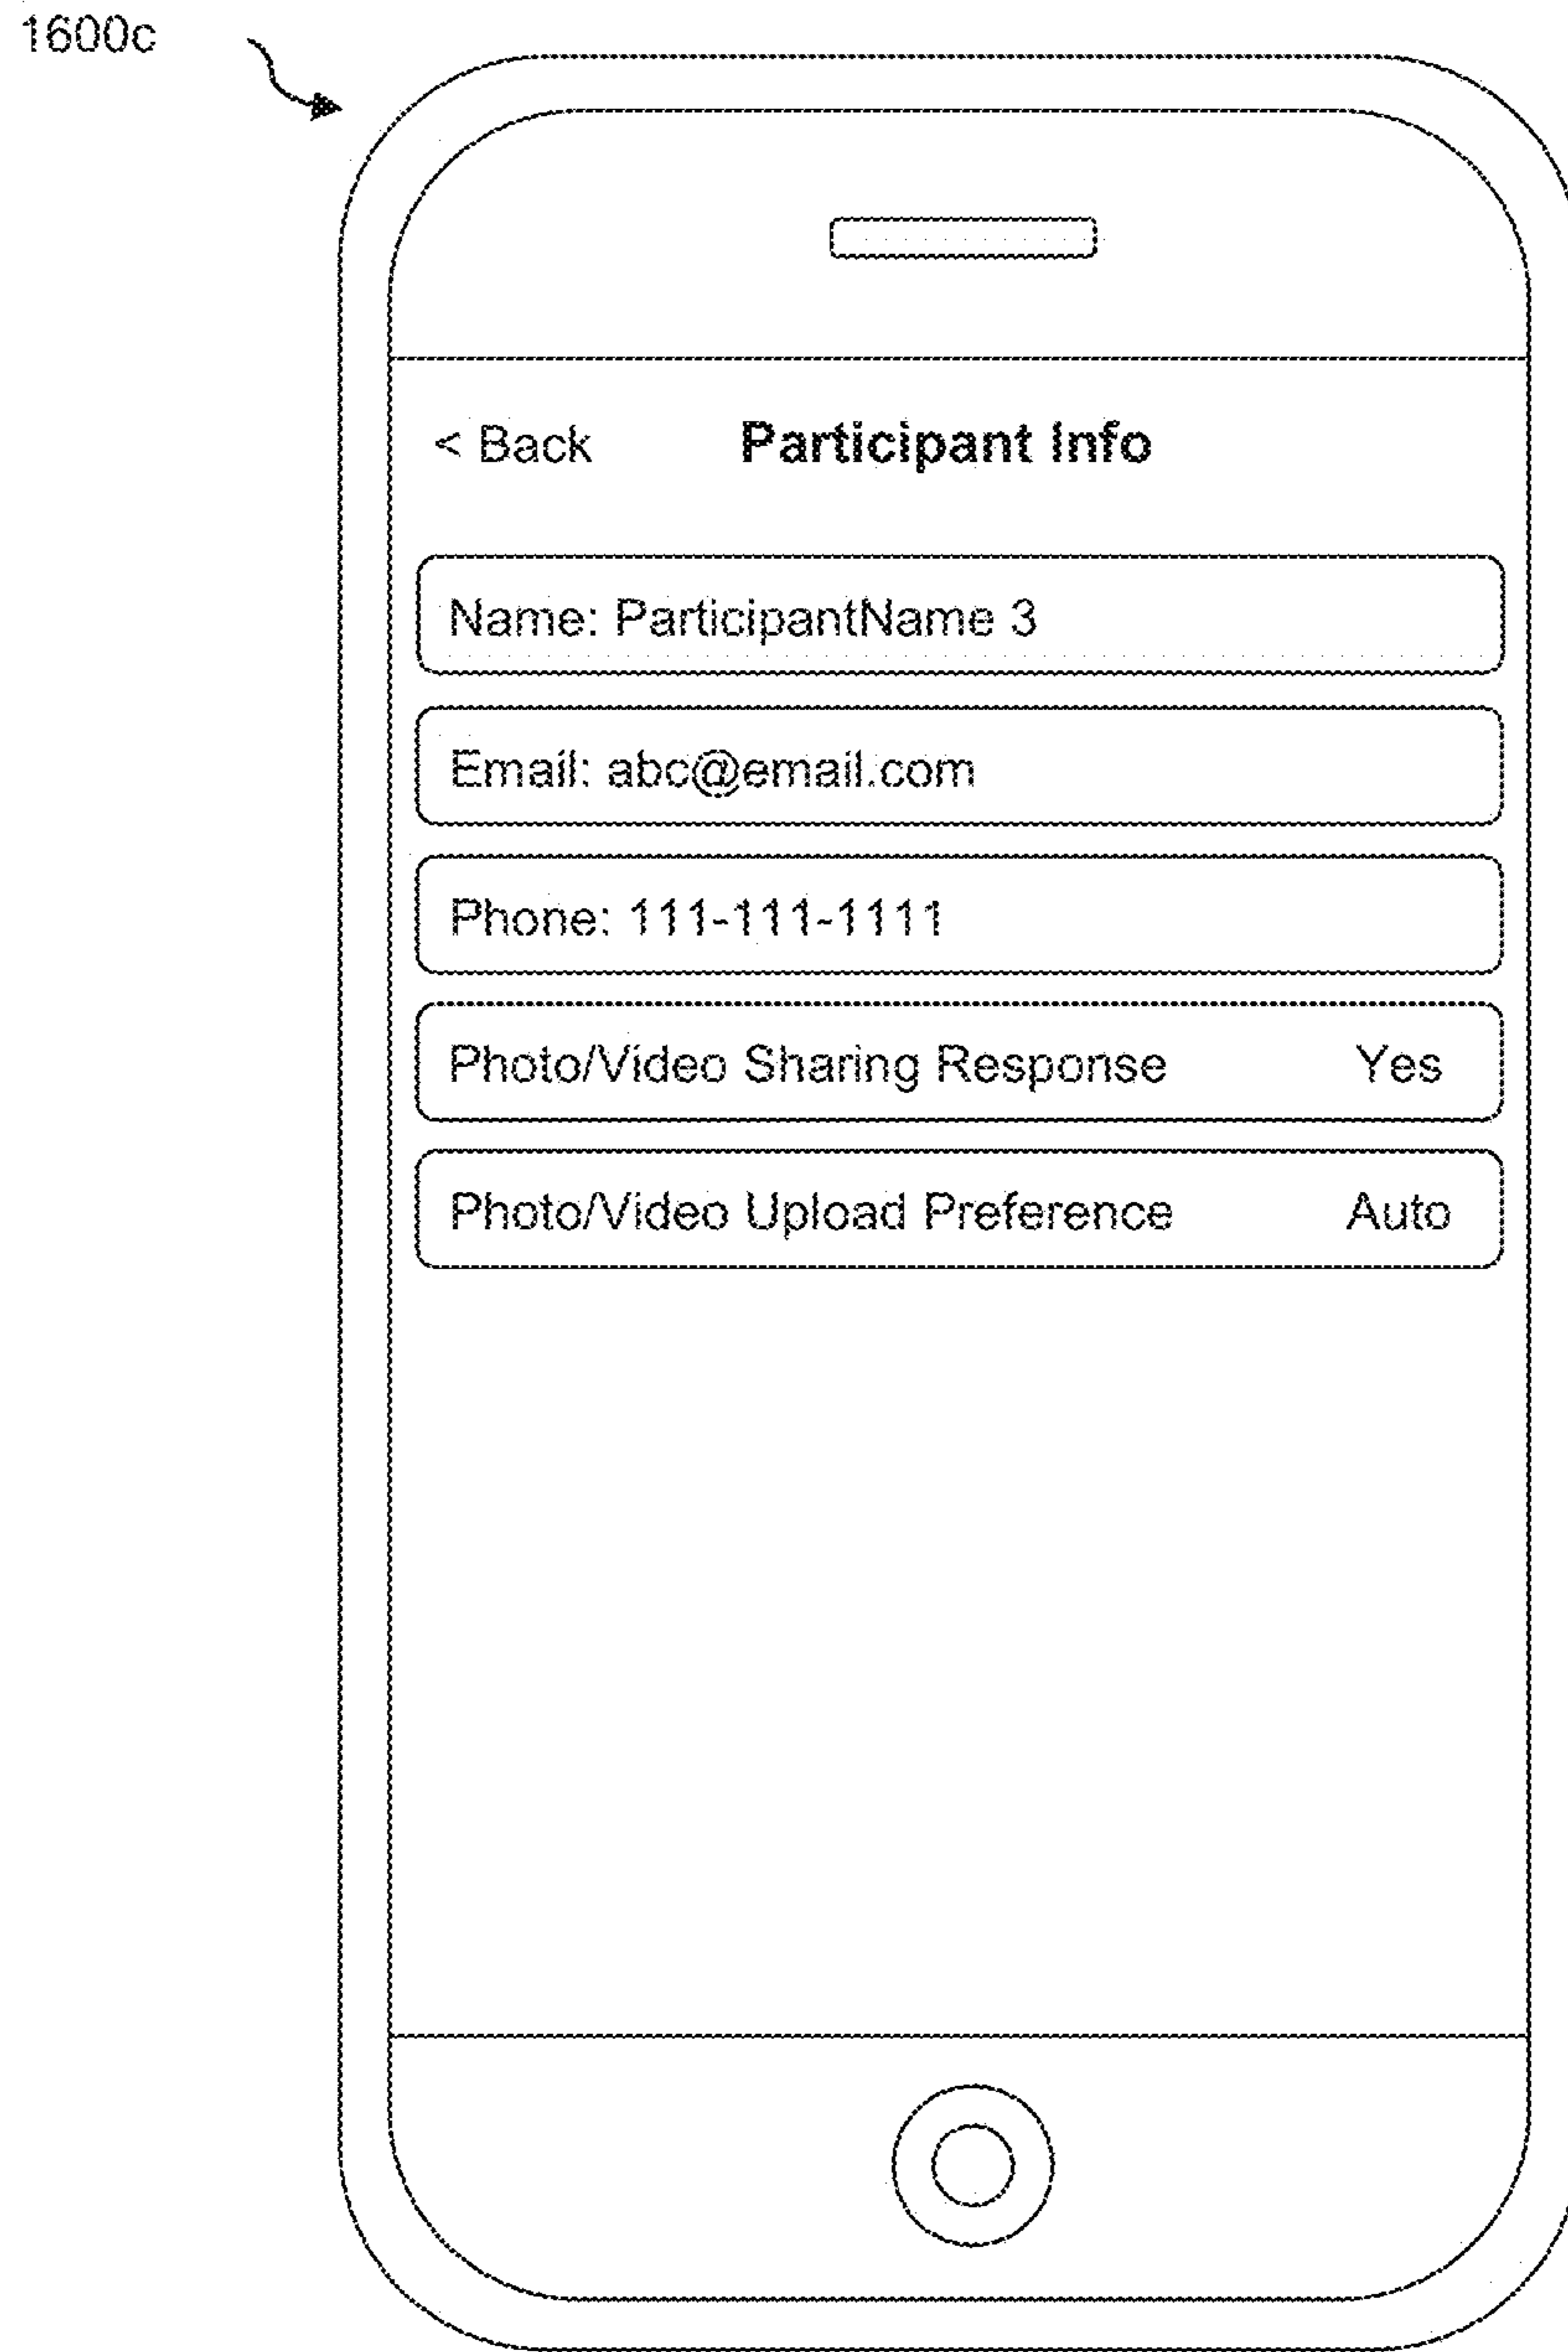 1600c
< Back Participant Info
Name: ParticipantName 3
Email: abc@email.com
Phone: 111-111-1111
Photo/Video Sharing Response Yes
Photo/Video Upload Preference Auto